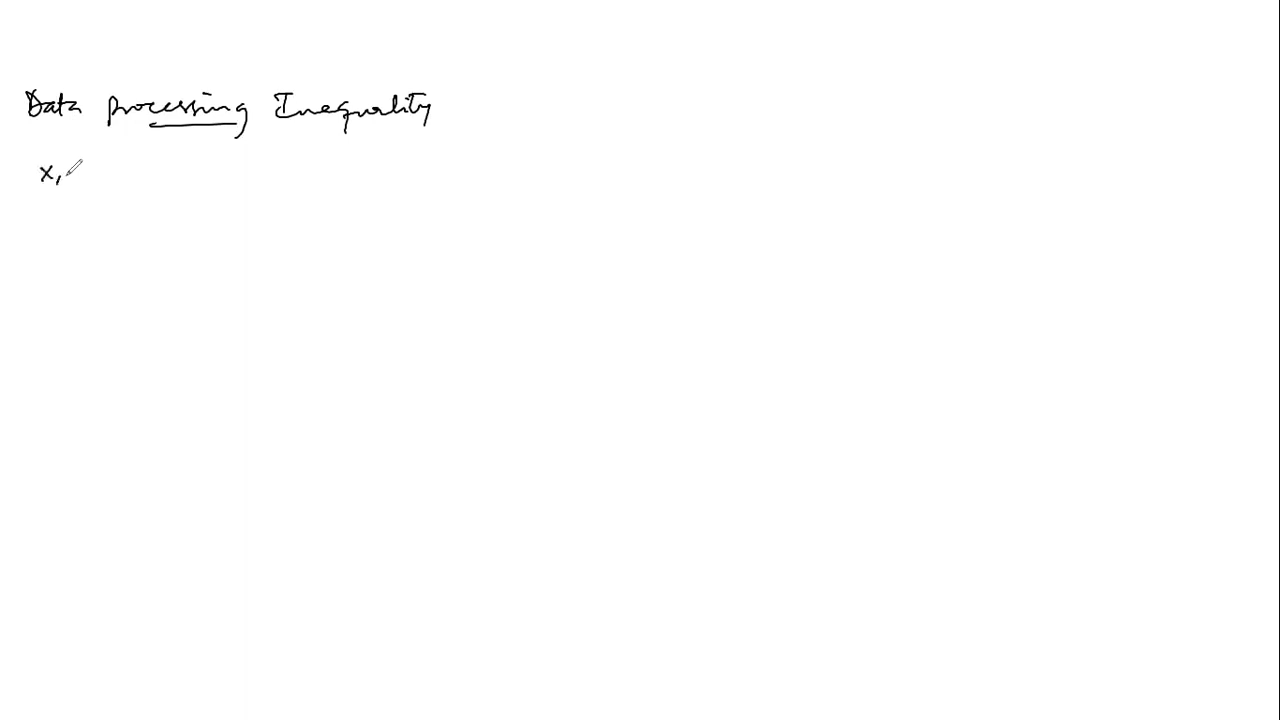 Data Processing Inequality
x,